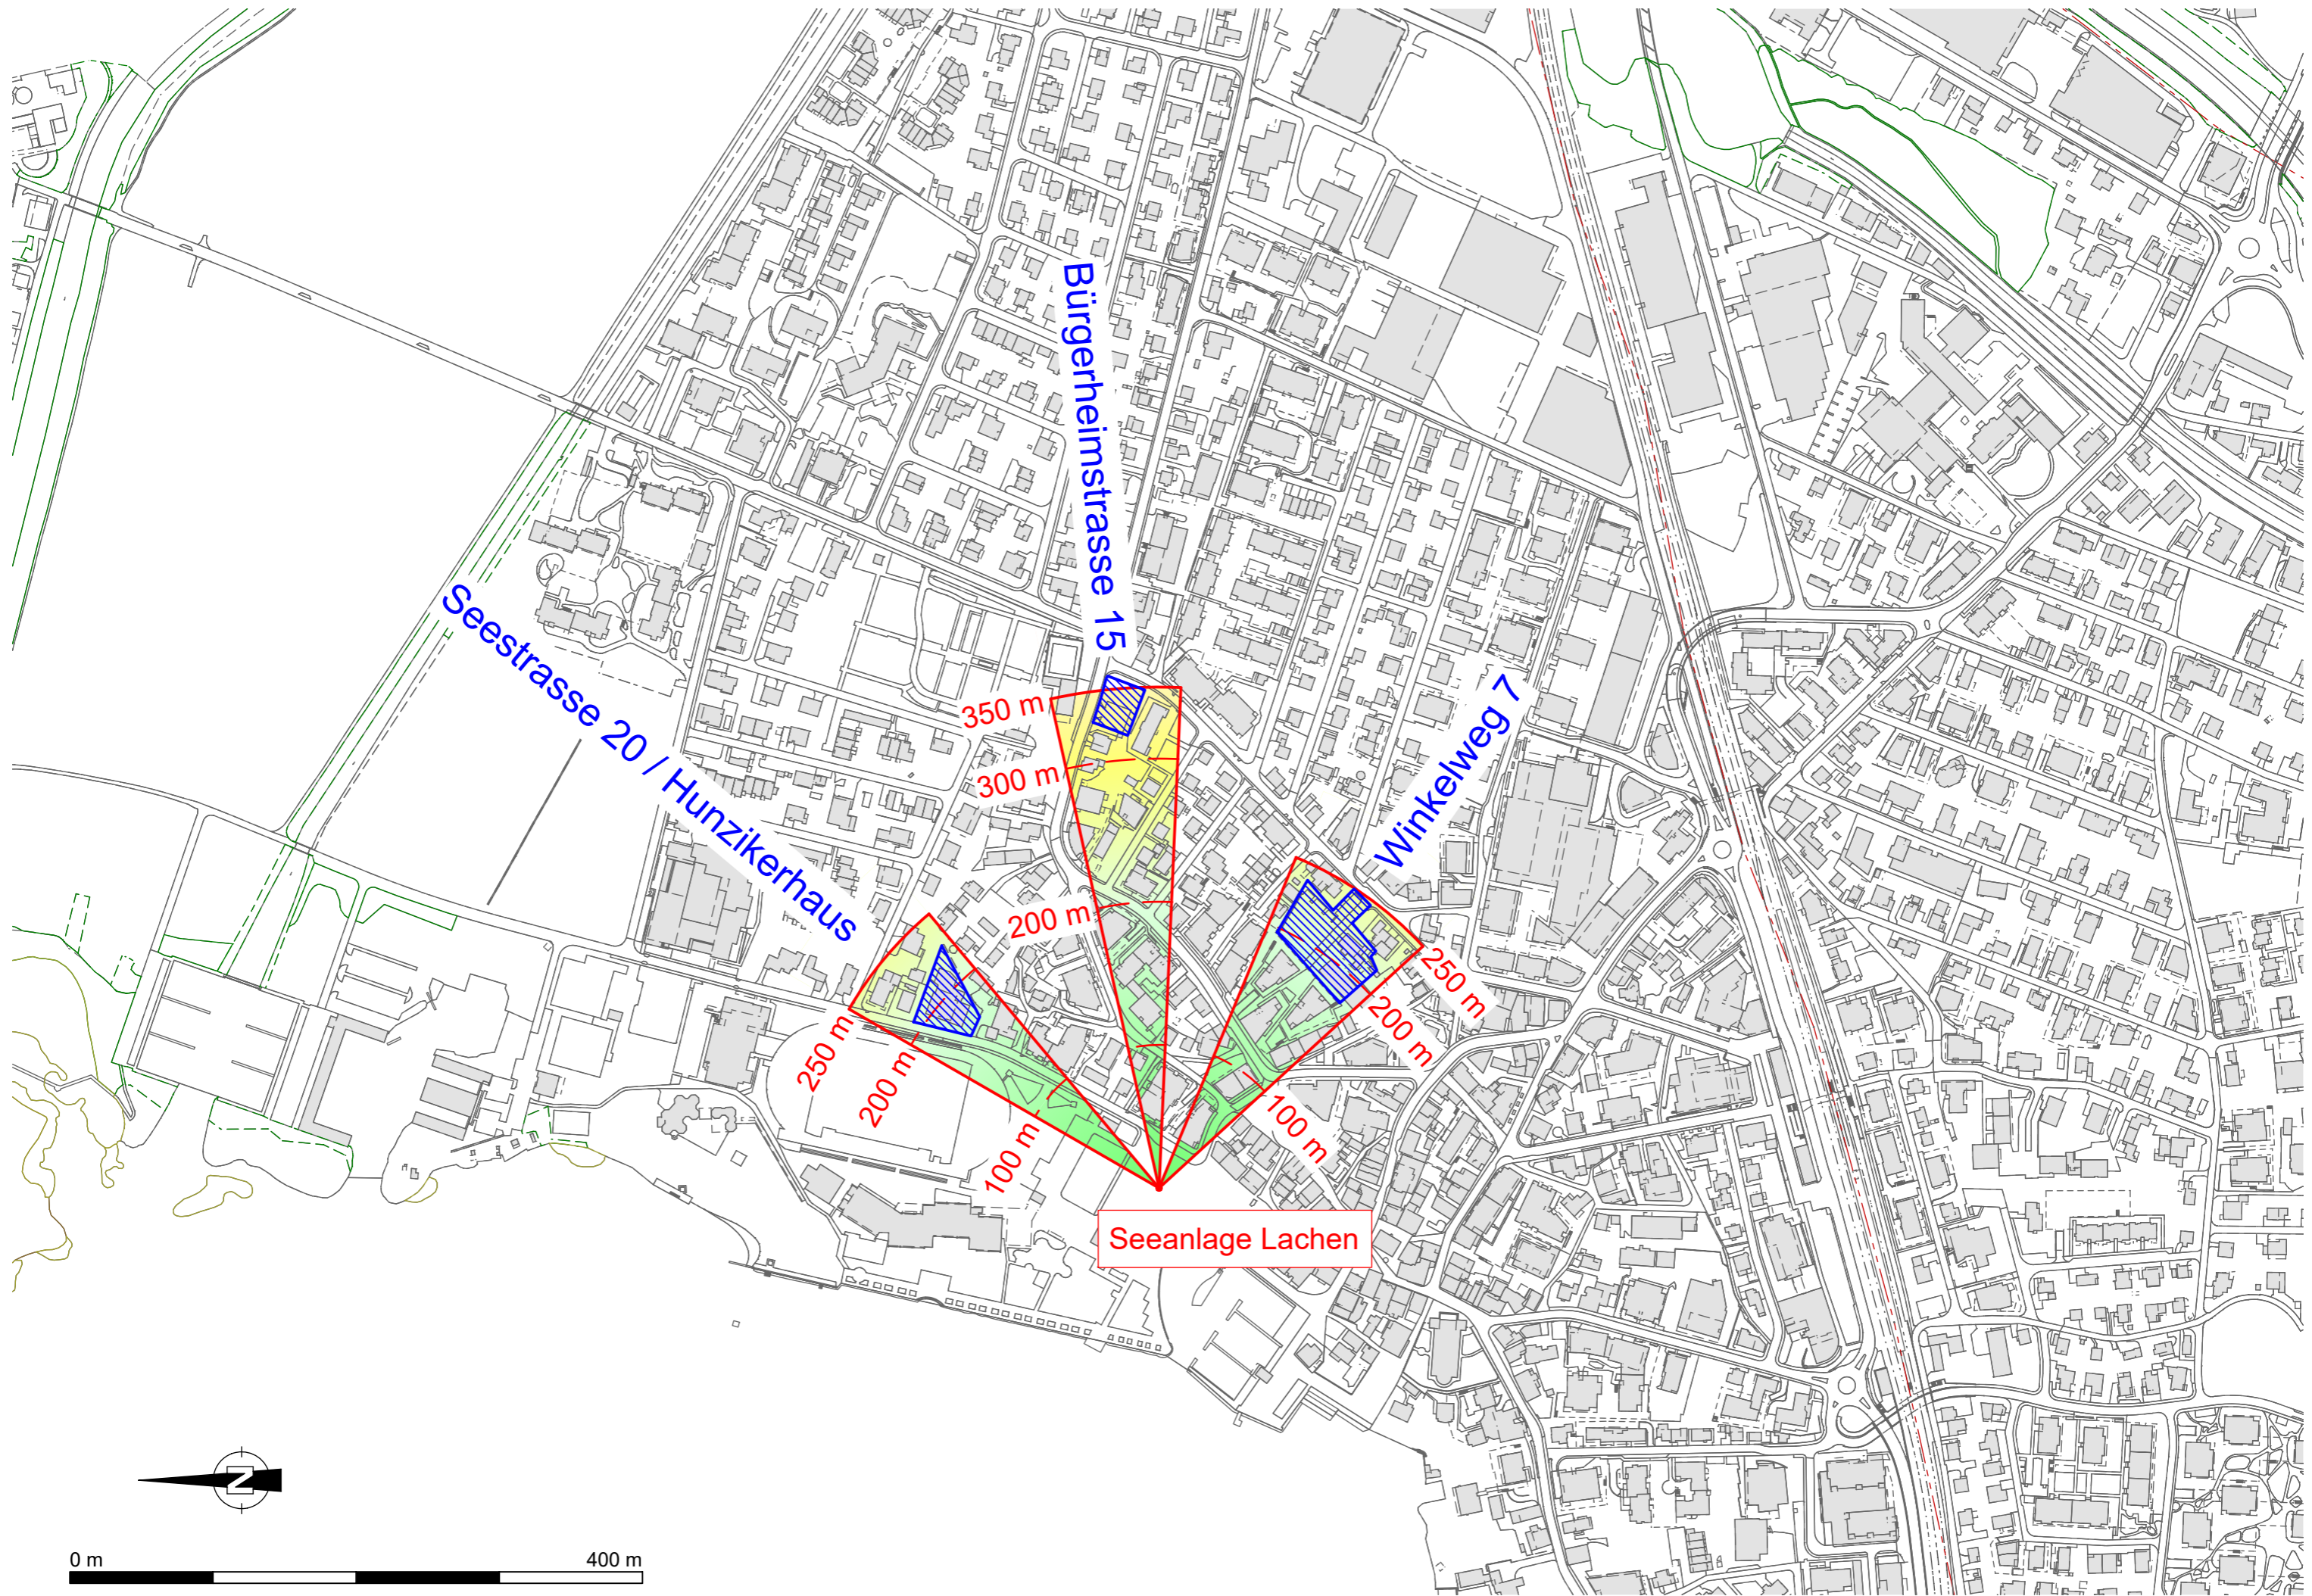 Bürgerheimstrasse 15
Seestrasse 20 / Hunzikerhaus
Winkelweg 7
350 m
300 m
200 m
250 m
200 m
100 m
250 m
200 m
100 m
Seeanlage Lachen
N
0 m
400 m